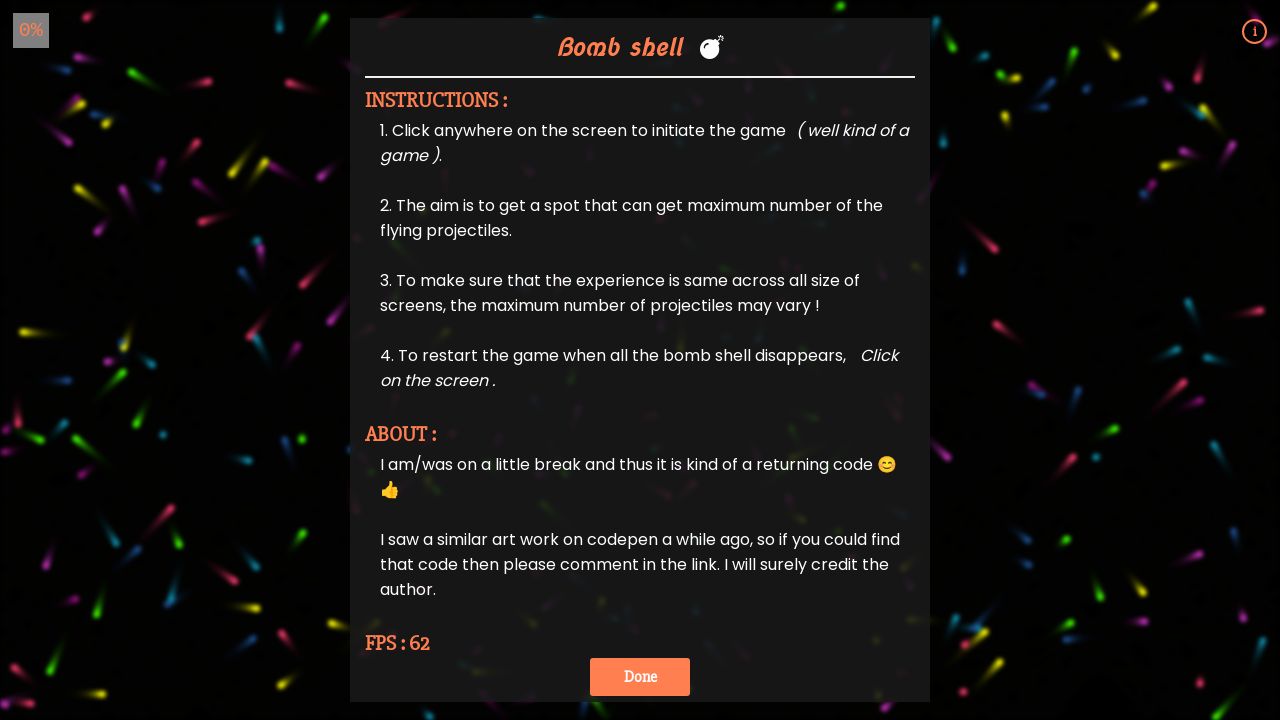 0%
i
Bomb shell 💣
INSTRUCTIONS :
1. Click anywhere on the screen to initiate the game ( well kind of a
game ).
2. The aim is to get a spot that can get maximum number of the
flying projectiles.
3. To make sure that the experience is same across all size of
screens, the maximum number of projectiles may vary !
4. To restart the game when all the bomb shell disappears, Click
on the screen .
ABOUT :
I am/was on a little break and thus it is kind of a returning code 😊
👍
I saw a similar art work on codepen a while ago, so if you could find
that code then please comment in the link. I will surely credit the
author.
FPS : 62
Done